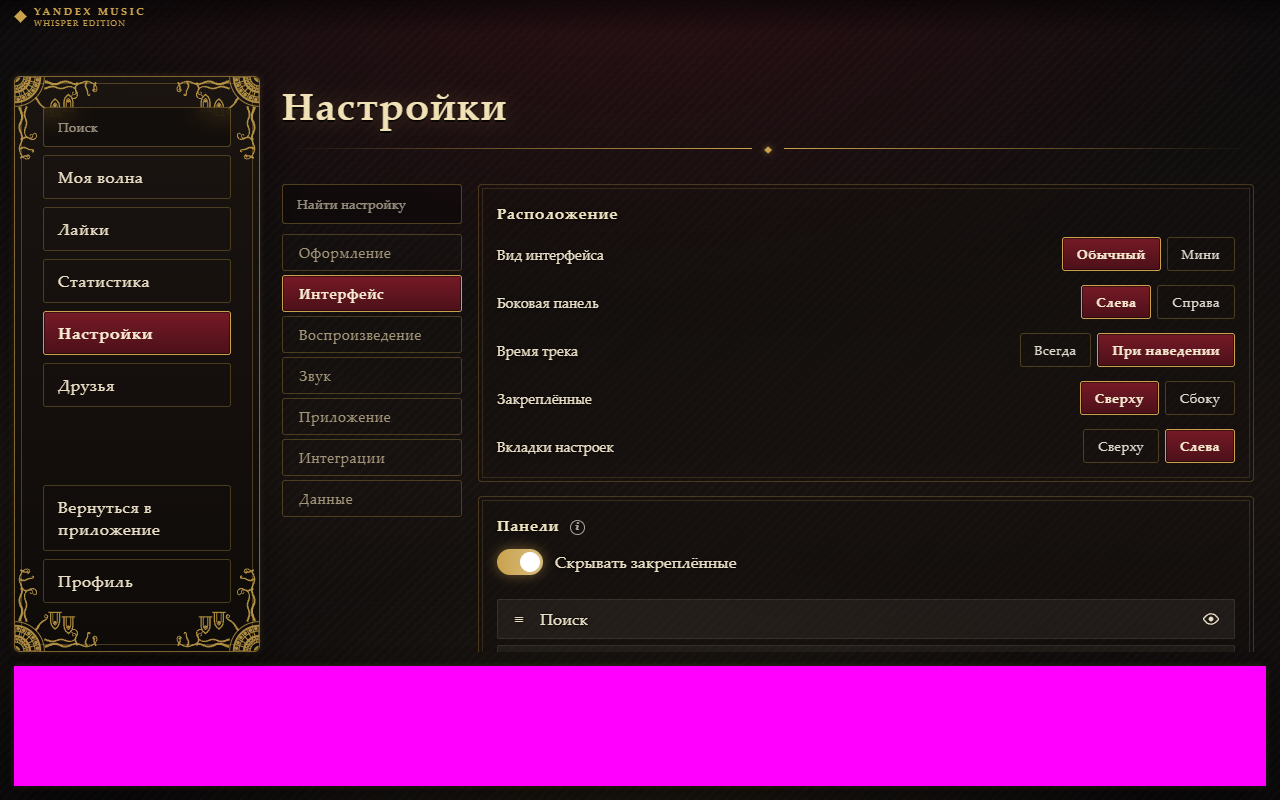 YANDEX MUSIC
WHISPER EDITION
Поиск
Моя волна
Лайки
Статистика
Настройки
Друзья
Вернуться в
приложение
Профиль
Настройки
Найти настройку
Оформление
Интерфейс
Воспроизведение
Звук
Приложение
Интеграции
Данные
Расположение
Вид интерфейса
Обычный
Мини
Боковая панель
Слева
Справа
Время трека
Всегда
При наведении
Закреплённые
Сверху
Сбоку
Вкладки настроек
Сверху
Слева
Панели
Скрывать закреплённые
Поиск